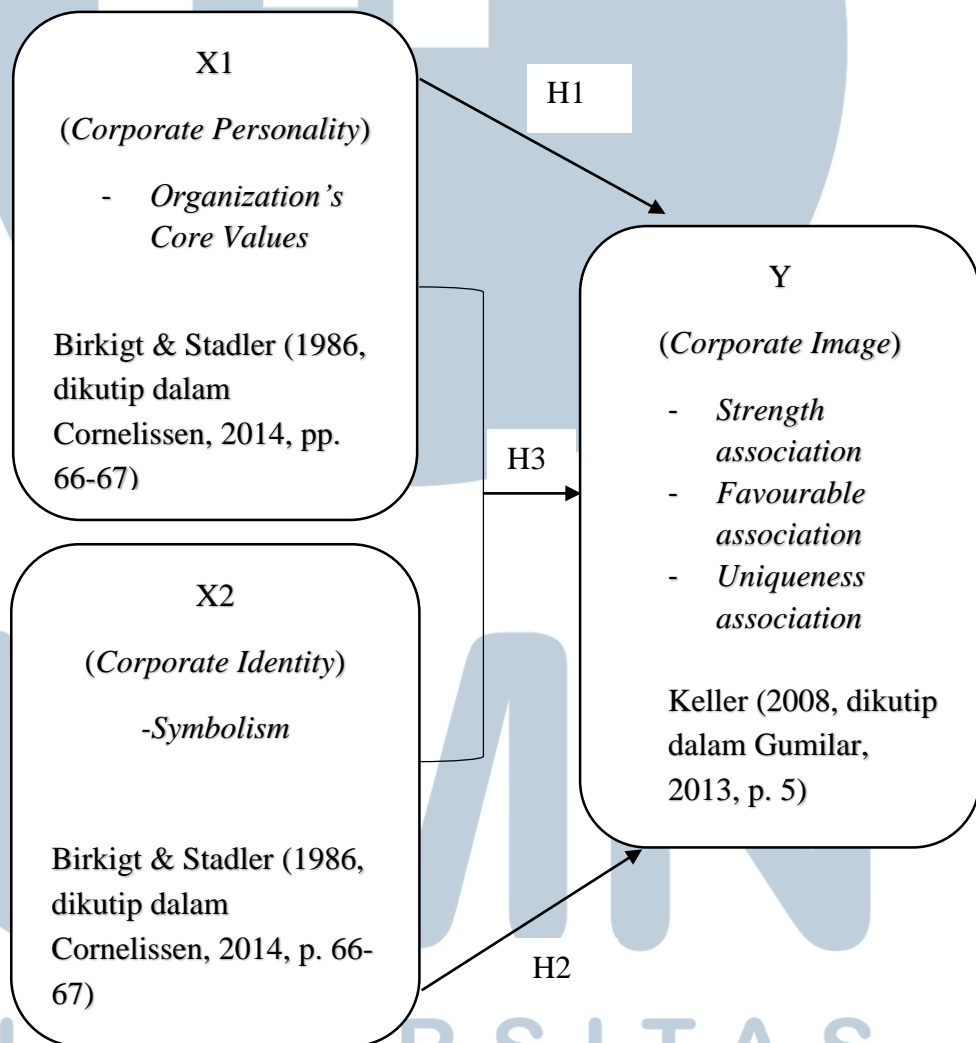 X1
(Corporate Personality)
- Organization’s
Core Values
Birkigt & Stadler (1986,
dikutip dalam
Cornelissen, 2014, pp.
66-67)
H1
H3
X2
(Corporate Identity)
-Symbolism
Birkigt & Stadler (1986,
dikutip dalam
Cornelissen, 2014, p. 66-
67)
H2
Y
(Corporate Image)
- Strength
association
- Favourable
association
- Uniqueness
association
Keller (2008, dikutip
dalam Gumilar,
2013, p. 5)